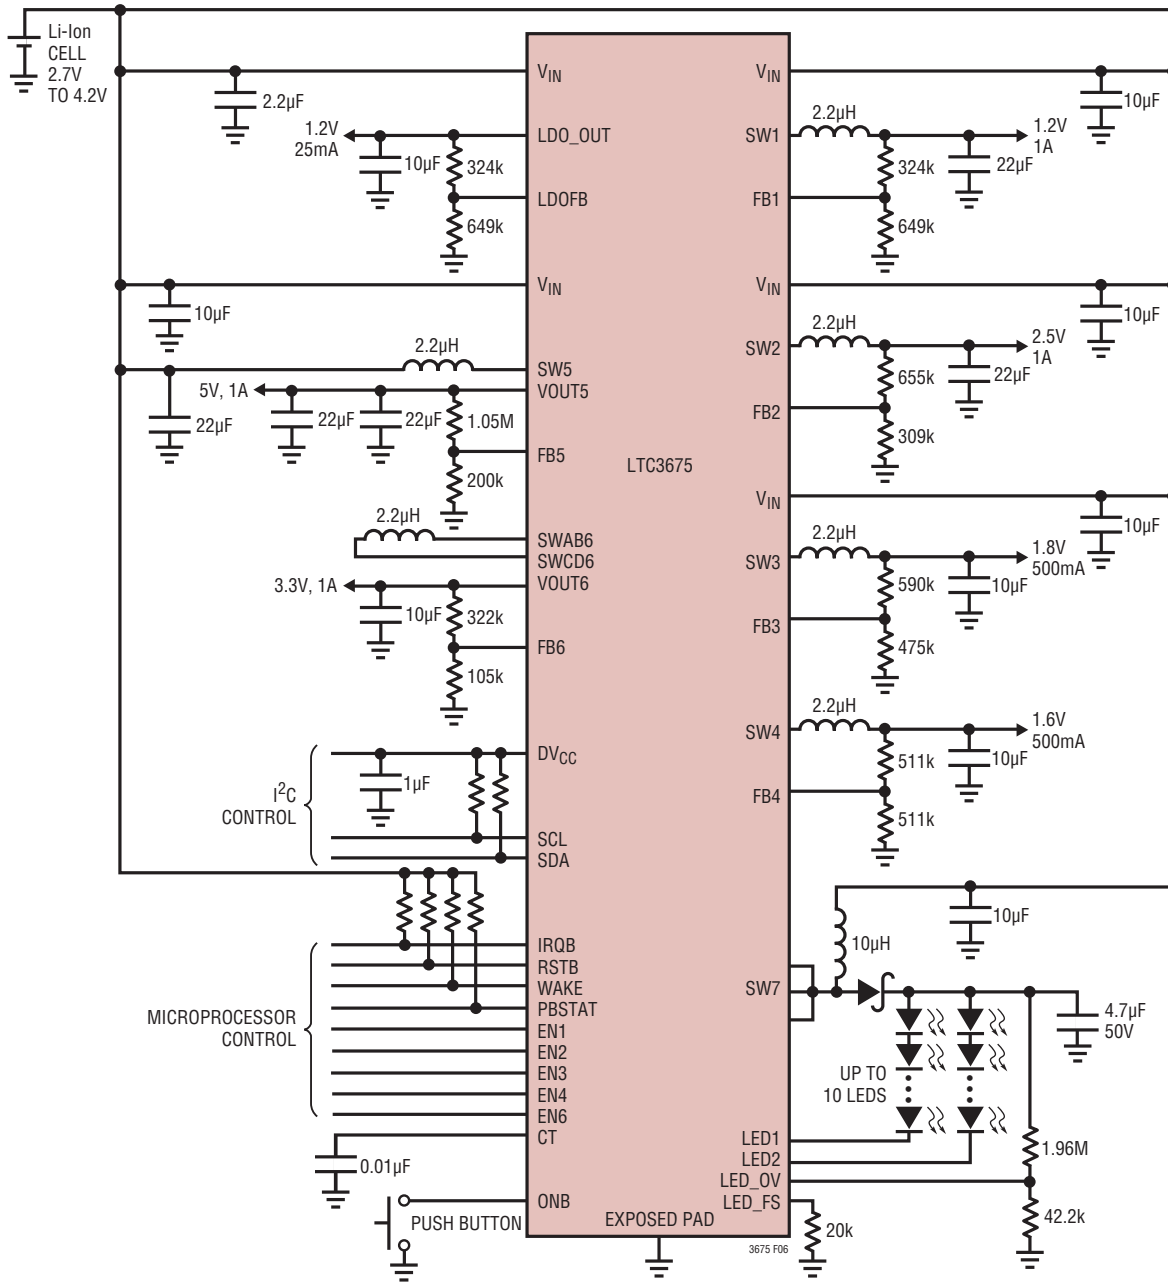 Li-Ion
CELL
2.7V
TO 4.2V
2.2µF
1.2V
25mA
10µF
324k
649k
10µF
2.2µH
5V, 1A
22µF
22µF
22µF
1.05M
200k
2.2µH
3.3V, 1A
10µF
322k
105k
I²C
CONTROL
1µF
MICROPROCESSOR
CONTROL
0.01µF
PUSH BUTTON
VIN
LDO_OUT
LDOFB
VIN
SW5
VOUT5
FB5
SWAB6
SWCD6
VOUT6
FB6
DVCC
SCL
SDA
IRQB
RSTB
WAKE
PBSTAT
EN1
EN2
EN3
EN4
EN6
CT
ONB
LTC3675
EXPOSED PAD
VIN
SW1
FB1
VIN
SW2
FB2
VIN
SW3
FB3
SW4
FB4
SW7
LED1
LED2
LED_OV
LED_FS
3675 F06
10µF
2.2µH
1.2V
1A
324k
22µF
649k
10µF
2.2µH
2.5V
1A
655k
22µF
309k
10µF
2.2µH
1.8V
500mA
590k
10µF
475k
2.2µH
1.6V
500mA
511k
10µF
511k
10µF
10µH
4.7µF
50V
UP TO
10 LEDS
1.96M
42.2k
20k